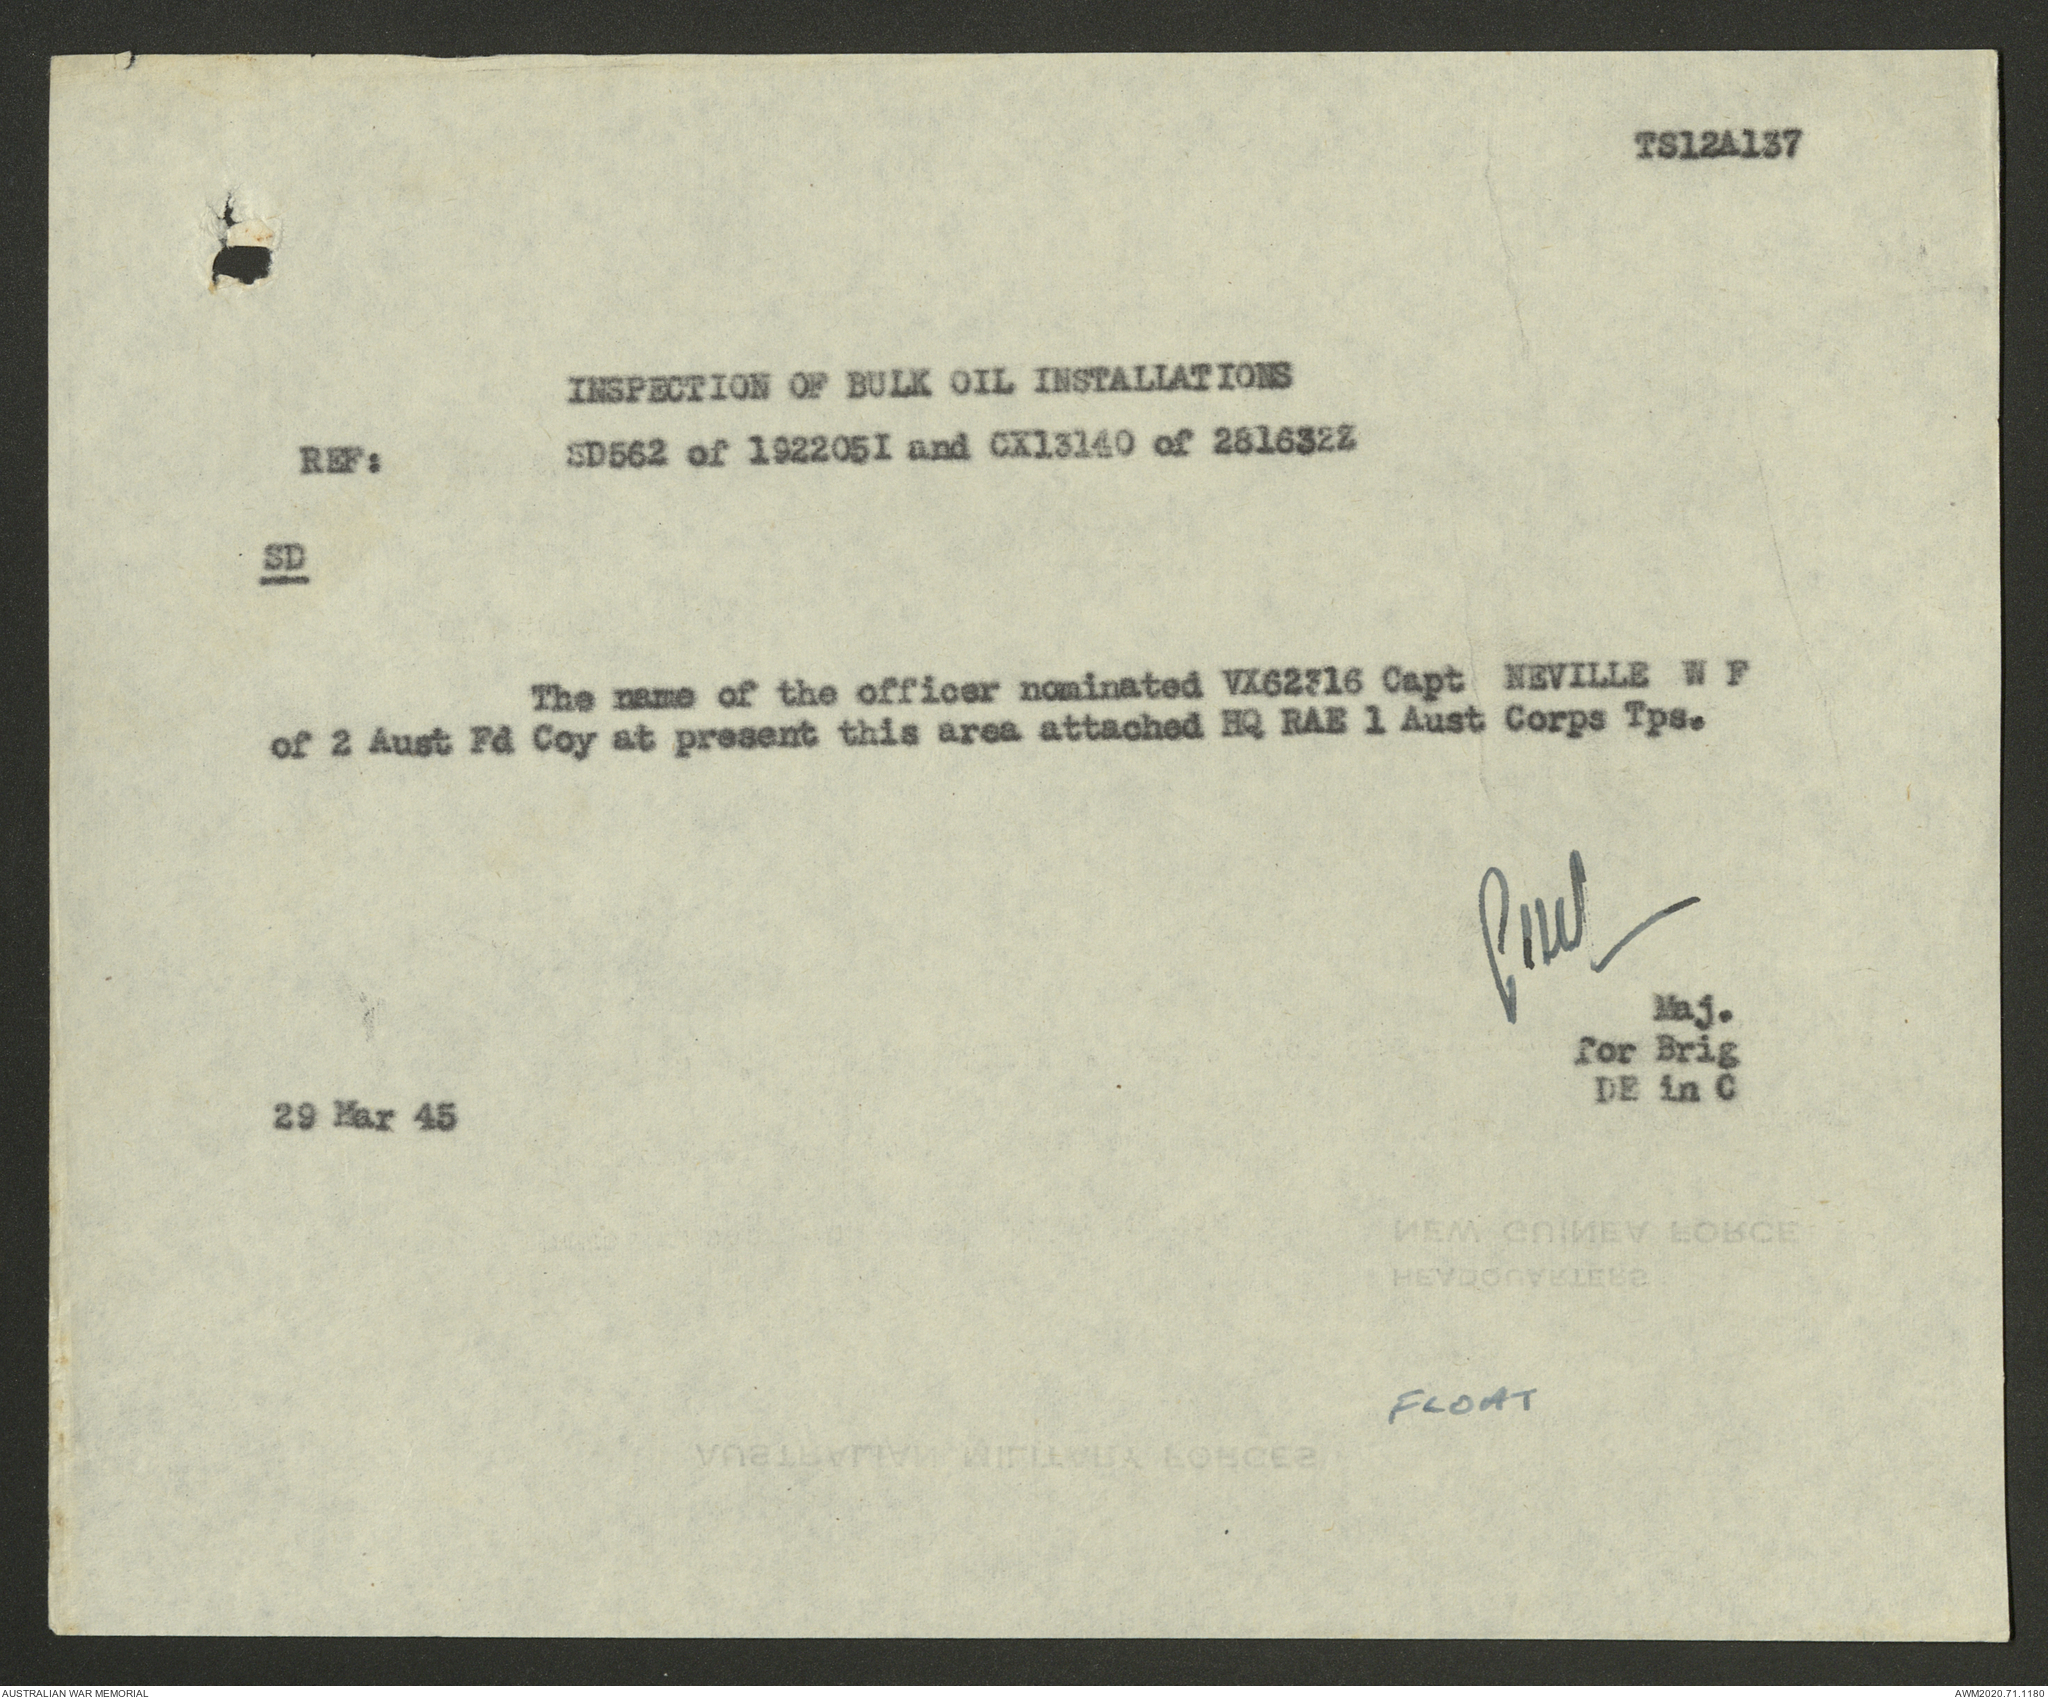 TS12A137
INSPECTION OF BULK OIL INSTALLATIONS
REF: SD562 of 192205I and CX13140 of 281632Z
SD
The name of the officer nominated VX62316 Capt NEVILLE W F
of 2 Aust Fd Coy at present this area attached HQ RAE 1 Aust Corps Tps.
Maj.
for Brig
DE in C
29 Mar 45
NEW GUINEA FORCE
HEADQUARTERS
FLOAT
AUSTRALIAN MILITARY FORCES
AUSTRALIAN WAR MEMORIAL
AWM2020.71.1180